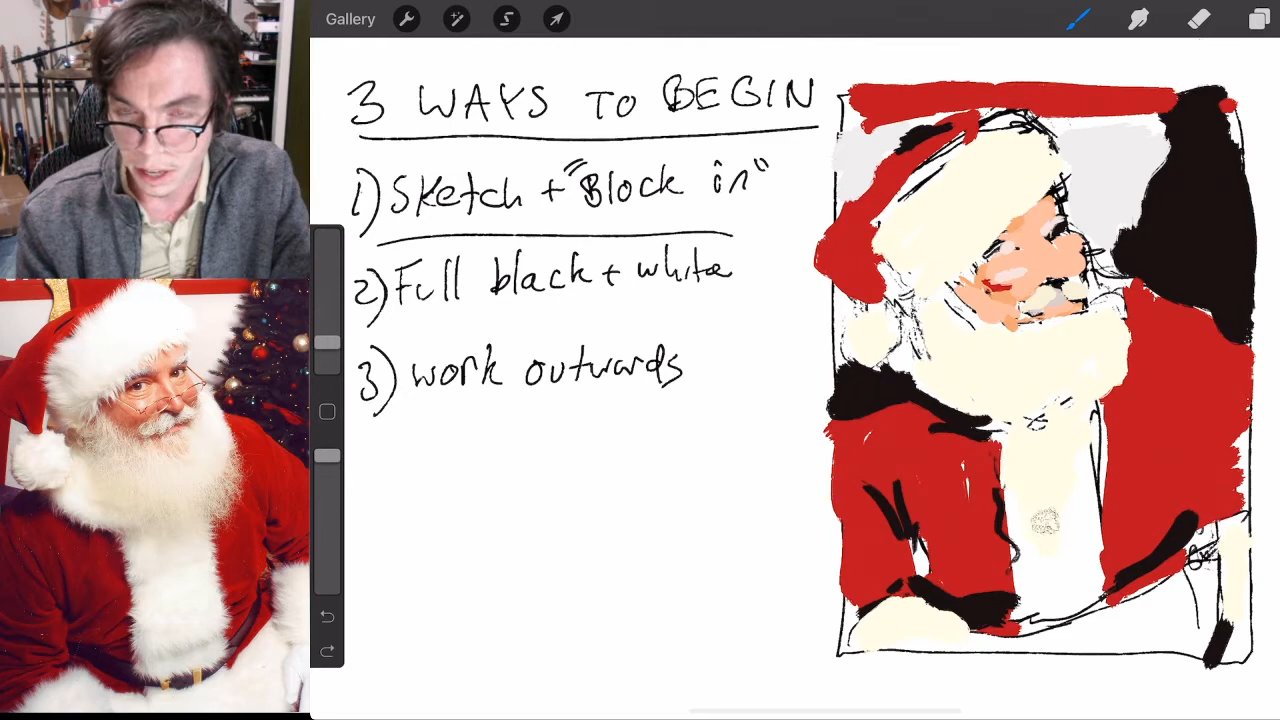 Gallery
3 WAYS TO BEGIN
1) Sketch + "Block in"
2) Full black + white
3) work outwards